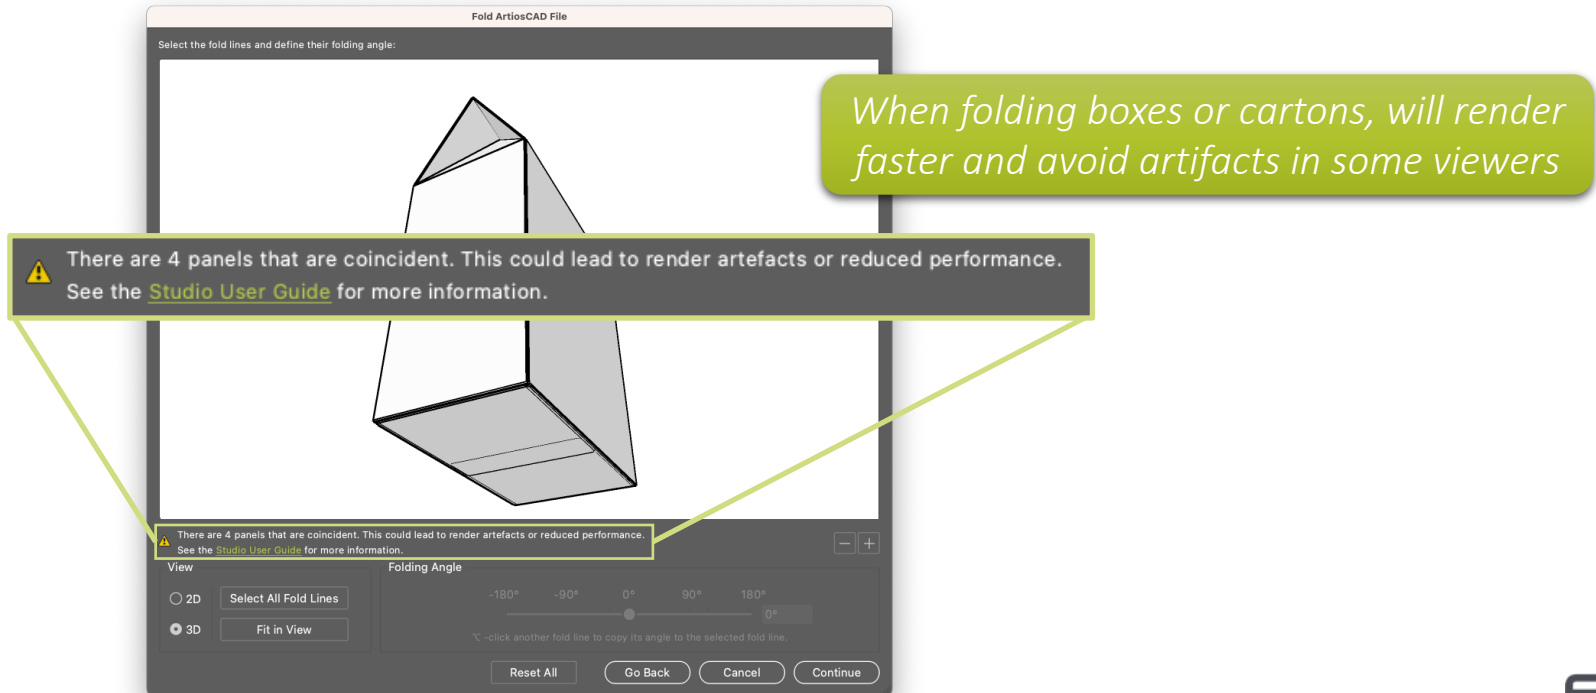 Fold ArtiosCAD File
Select the fold lines and define their folding angle:
When folding boxes or cartons, will render
faster and avoid artifacts in some viewers
There are 4 panels that are coincident. This could lead to render artefacts or reduced performance.
See the Studio User Guide for more information.
There are 4 panels that are coincident. This could lead to render artefacts or reduced performance.
See the Studio User Guide for more information.
View
Folding Angle
2D
Select All Fold Lines
-180° -90° 0° 90° 180°
0°
3D
Fit in View
⌥ -click another fold line to copy its angle to the selected fold line.
Reset All
Go Back
Cancel
Continue